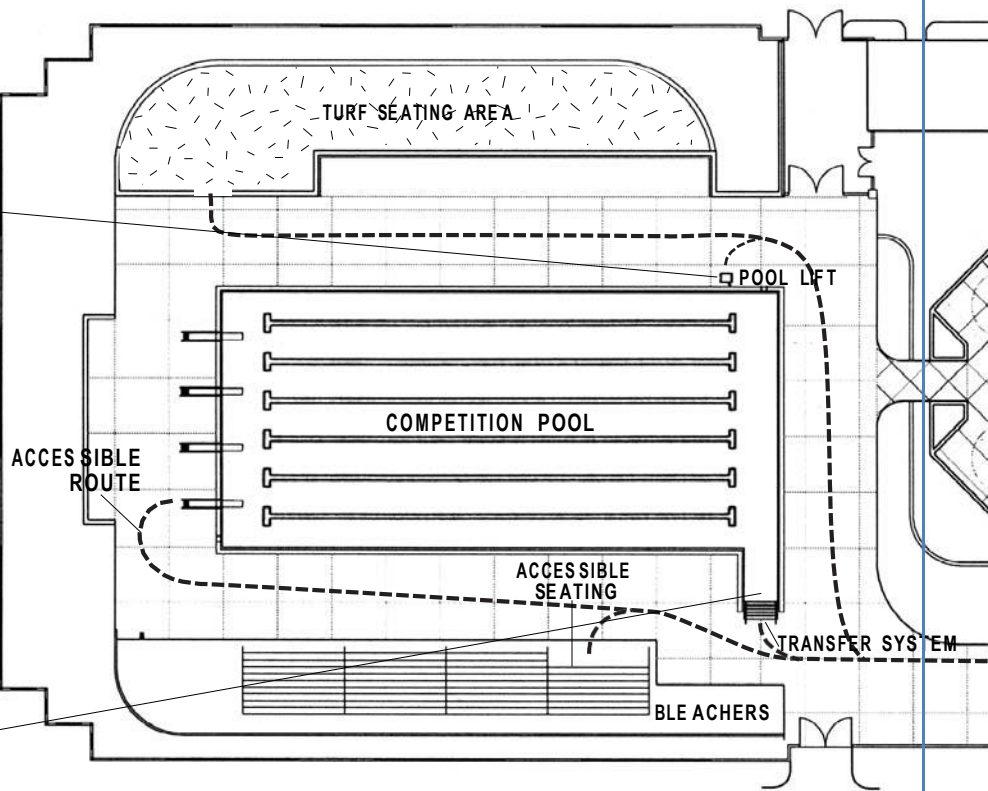 TURF SEATING AREA
POOL LIFT
COMPETITION POOL
ACCESSIBLE
ROUTE
ACCESSIBLE
SEATING
TRANSFER SYSTEM
BLEACHERS